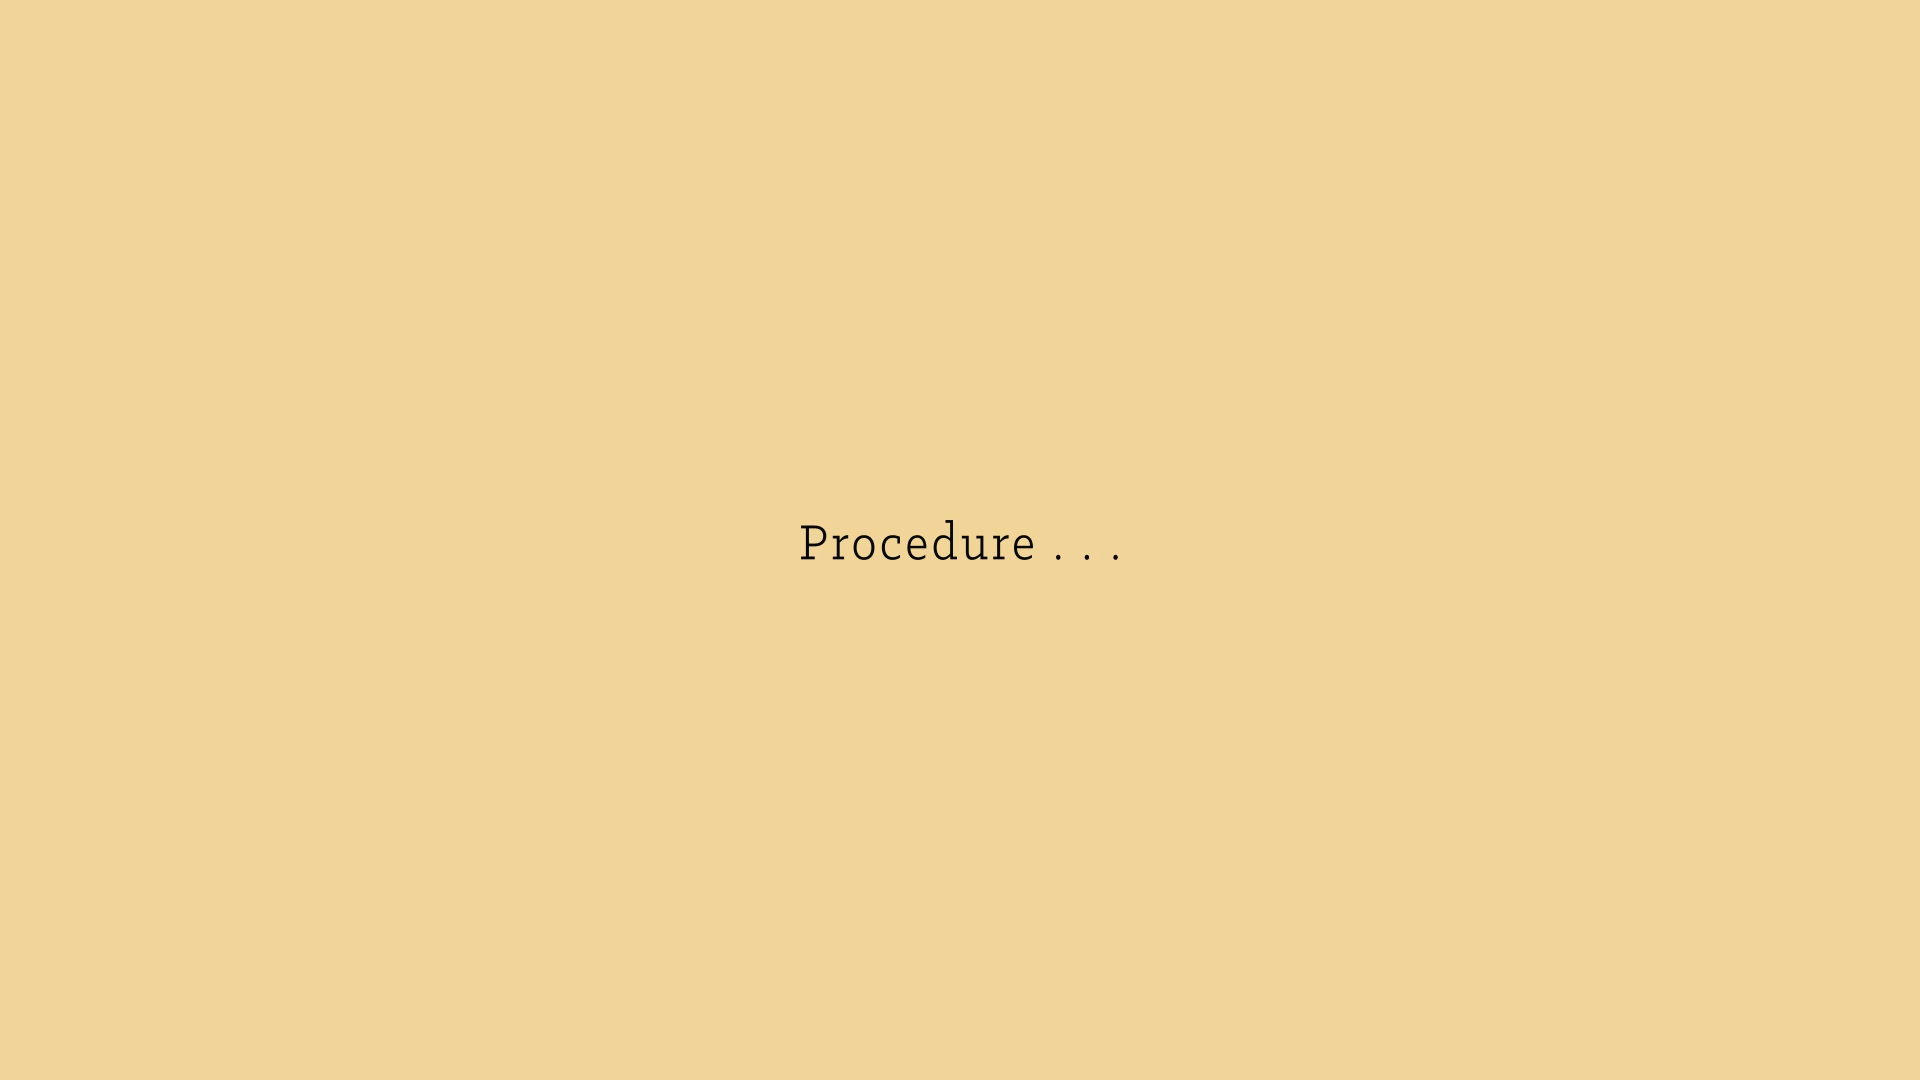 Procedure . . .